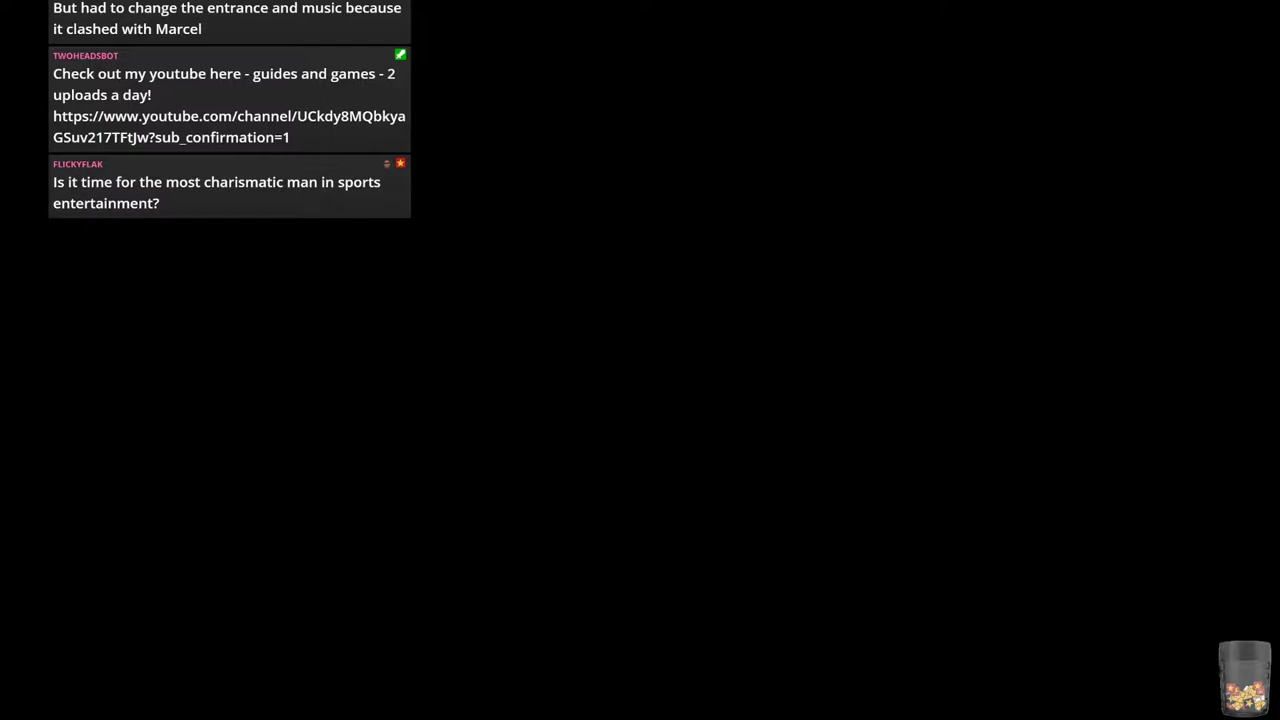 But had to change the entrance and music because
it clashed with Marcel
TWOHEADSBOT
Check out my youtube here - guides and games - 2
uploads a day!
https://www.youtube.com/channel/UCkdy8MQbkya
GSuv217TFtJw?sub_confirmation=1
FLICKYFLAK
Is it time for the most charismatic man in sports
entertainment?